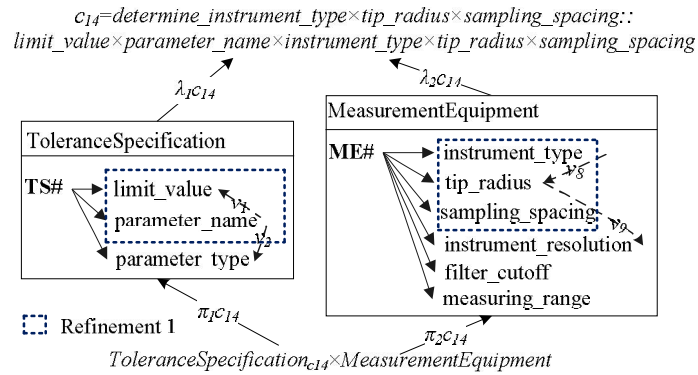 c14=determine_instrument_type×tip_radius×sampling_spacing::
limit_value×parameter_name×instrument_type×tip_radius×sampling_spacing
λ1c14
λ2c14
ToleranceSpecification
TS#
limit_value
parameter_name
parameter_type
v1
v2
MeasurementEquipment
ME#
instrument_type
tip_radius
sampling_spacing
instrument_resolution
filter_cutoff
measuring_range
v8
v9
π1c14
π2c14
Refinement 1
ToleranceSpecificationc14×MeasurementEquipment